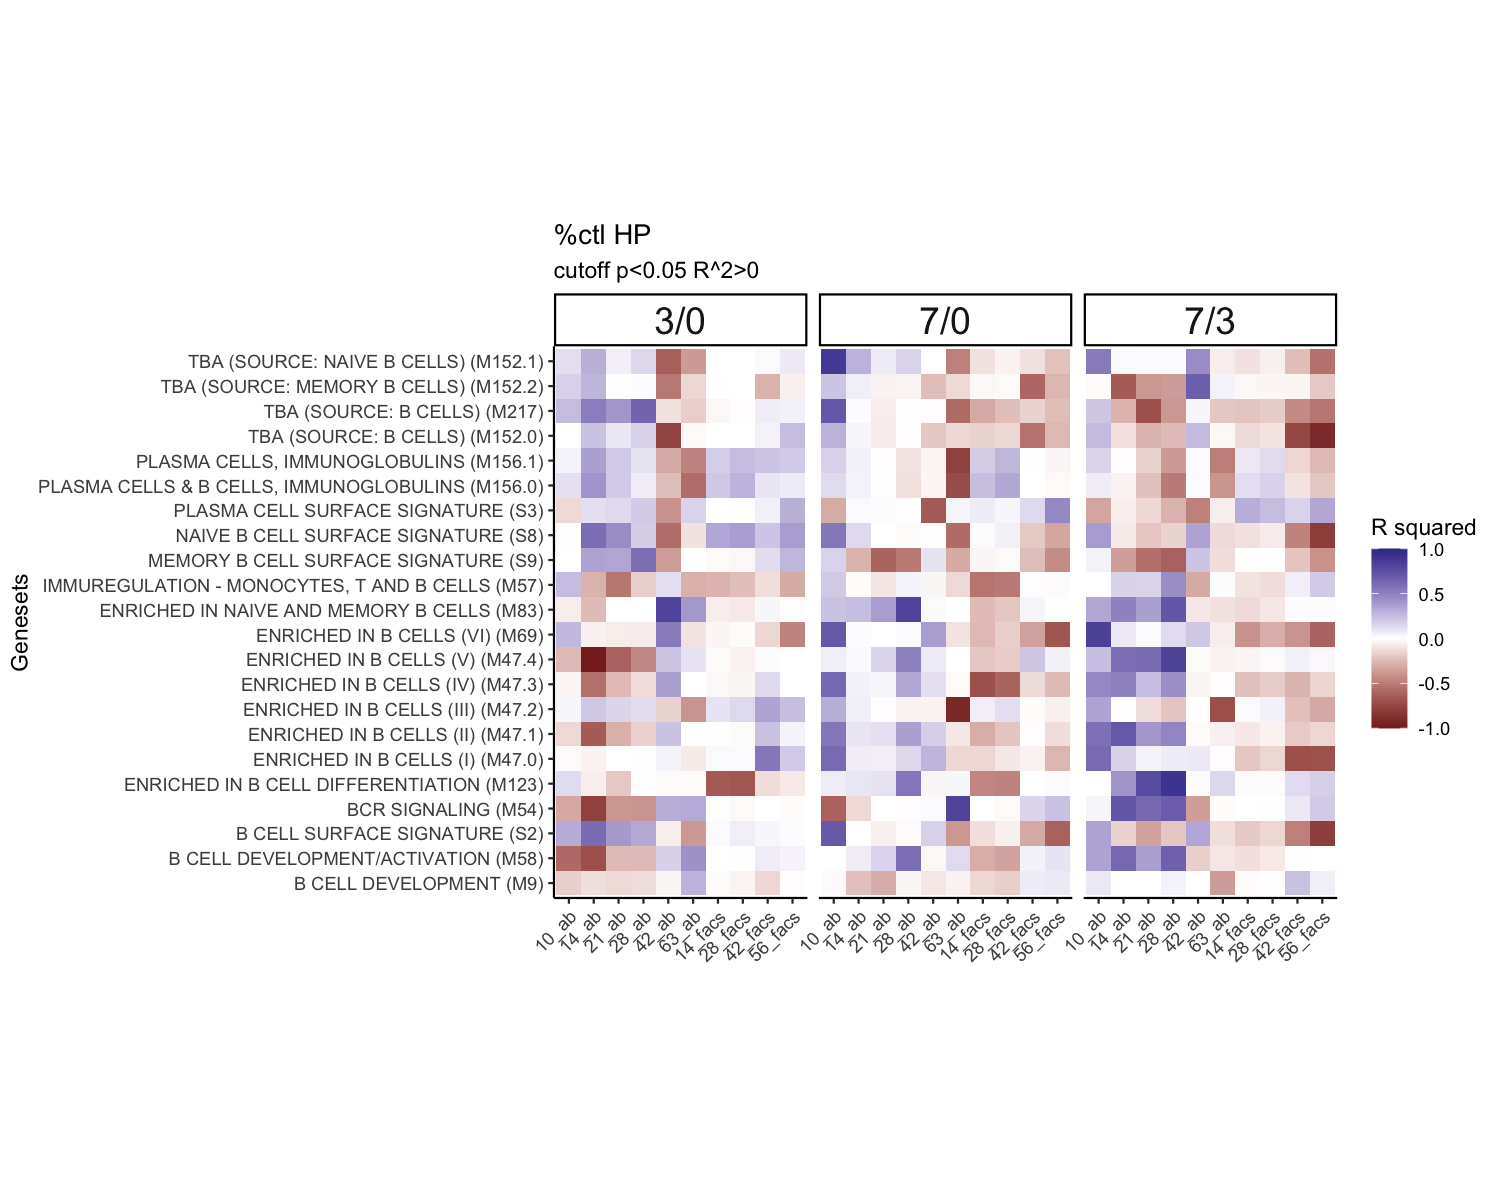 %ctl HP
cutoff p<0.05 R^2>0
3/0
7/0
7/3
Genesets
TBA (SOURCE: NAIVE B CELLS) (M152.1)
TBA (SOURCE: MEMORY B CELLS) (M152.2)
TBA (SOURCE: B CELLS) (M217)
TBA (SOURCE: B CELLS) (M152.0)
PLASMA CELLS, IMMUNOGLOBULINS (M156.1)
PLASMA CELLS & B CELLS, IMMUNOGLOBULINS (M156.0)
PLASMA CELL SURFACE SIGNATURE (S3)
NAIVE B CELL SURFACE SIGNATURE (S8)
MEMORY B CELL SURFACE SIGNATURE (S9)
IMMUREGULATION - MONOCYTES, T AND B CELLS (M57)
ENRICHED IN NAIVE AND MEMORY B CELLS (M83)
ENRICHED IN B CELLS (VI) (M69)
ENRICHED IN B CELLS (V) (M47.4)
ENRICHED IN B CELLS (IV) (M47.3)
ENRICHED IN B CELLS (III) (M47.2)
ENRICHED IN B CELLS (II) (M47.1)
ENRICHED IN B CELLS (I) (M47.0)
ENRICHED IN B CELL DIFFERENTIATION (M123)
BCR SIGNALING (M54)
B CELL SURFACE SIGNATURE (S2)
B CELL DEVELOPMENT/ACTIVATION (M58)
B CELL DEVELOPMENT (M9)
10_ab
14_ab
21_ab
28_ab
42_ab
63_ab
14_facs
28_facs
42_facs
56_facs
10_ab
14_ab
21_ab
28_ab
42_ab
63_ab
14_facs
28_facs
42_facs
56_facs
10_ab
14_ab
21_ab
28_ab
42_ab
63_ab
14_facs
28_facs
42_facs
56_facs
R squared
1.0
0.5
0.0
-0.5
-1.0